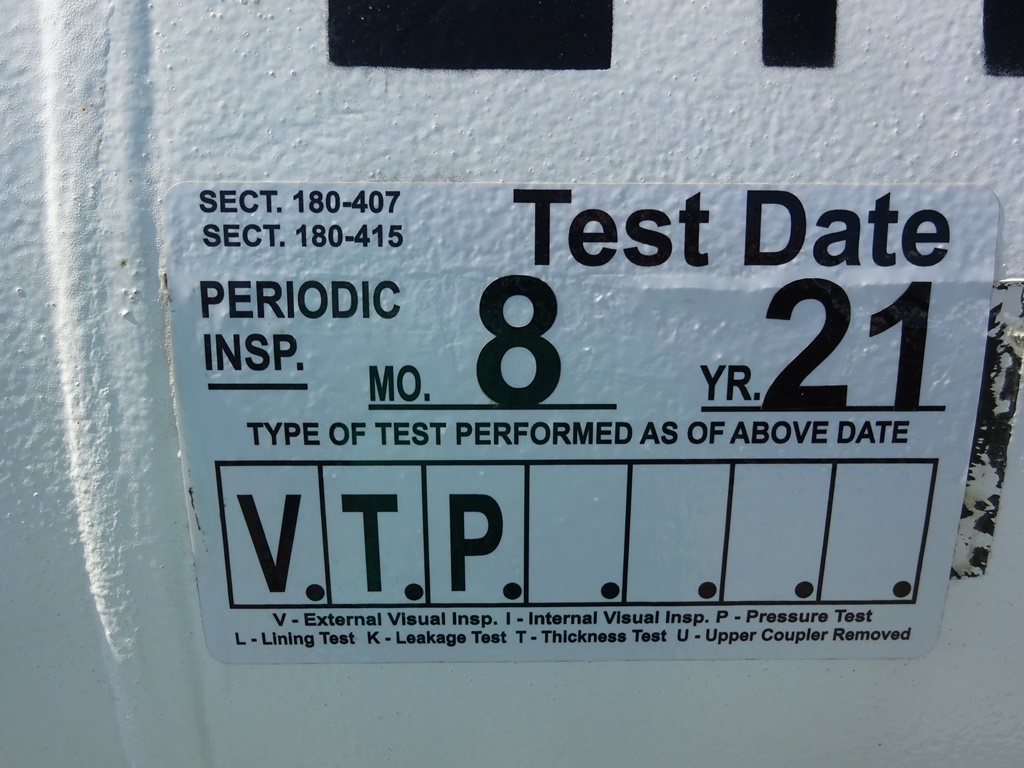 SECT. 180-407
SECT. 180-415
Test Date
PERIODIC
INSP.
MO. 8 YR. 21
TYPE OF TEST PERFORMED AS OF ABOVE DATE
V. T. P. . . . .
V - External Visual Insp. I - Internal Visual Insp. P - Pressure Test
L - Lining Test K - Leakage Test T - Thickness Test U - Upper Coupler Removed